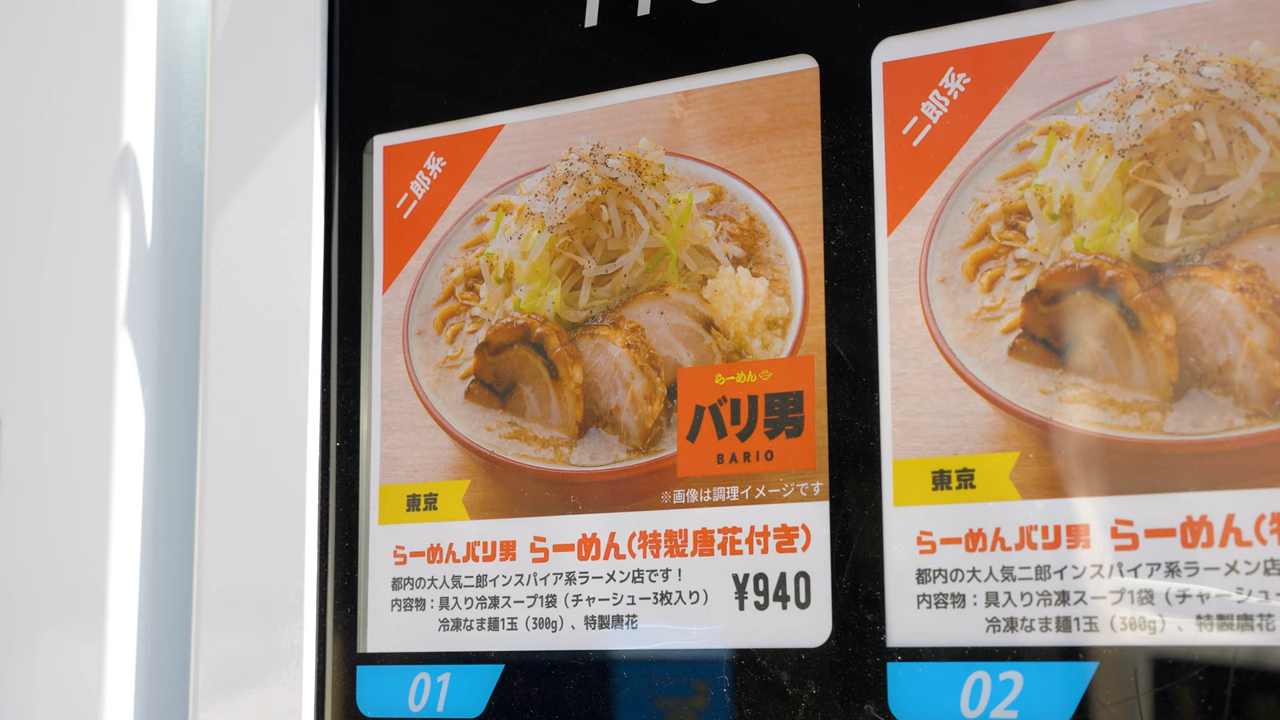 二郎系
らーめん
バリ男
BARIO
※画像は調理イメージです
東京
らーめんバリ男 らーめん(特製唐花付き)
都内の大人気二郎インスパイア系ラーメン店です！
内容物：具入り冷凍スープ1袋（チャーシュー3枚入り）
冷凍なま麺1玉（300g）、特製唐花
¥940
01
二郎系
東京
らーめんバリ男 らーめん(
都内の大人気二郎インスパイア系ラーメン店
内容物：具入り冷凍スープ1袋（チャーシュー
冷凍なま麺1玉（300g）、特製唐花
02